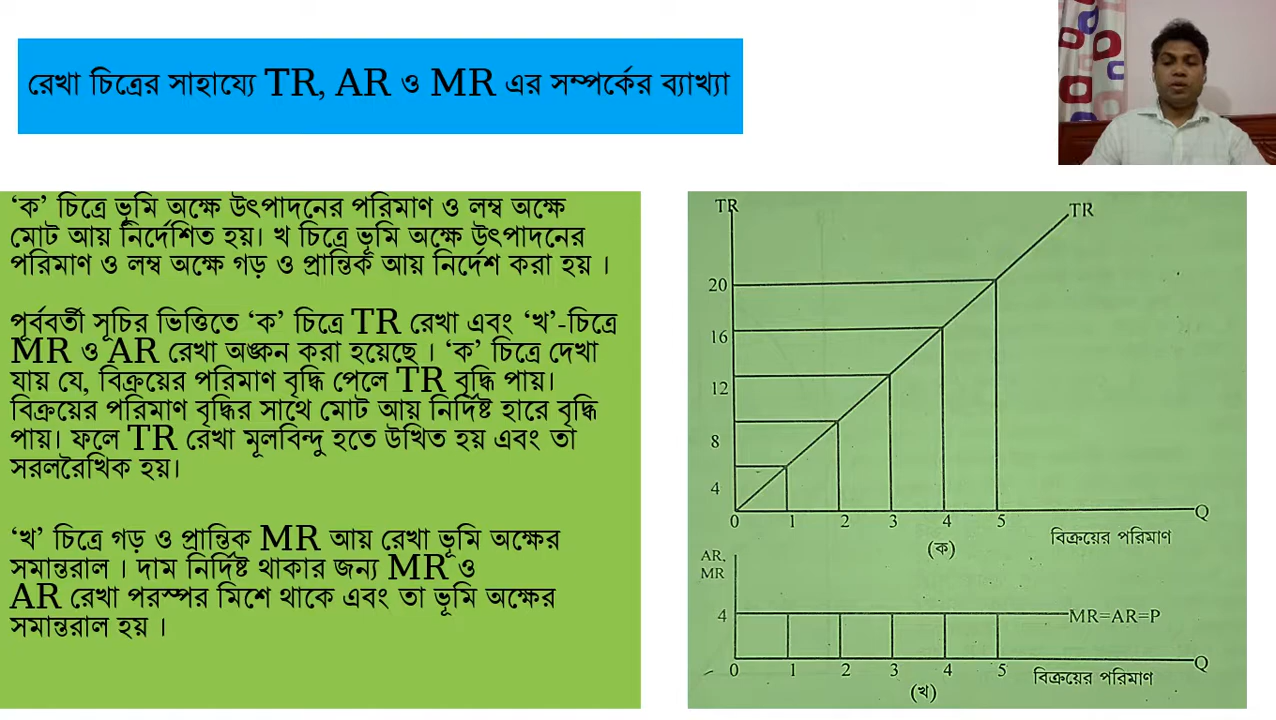 রেখা চিত্রের সাহায্যে TR, AR ও MR এর সম্পর্কের ব্যাখ্যা
‘ক’ চিত্রে ভূমি অক্ষে উৎপাদনের পরিমাণ ও লম্ব অক্ষে
মোট আয় নির্দেশিত হয়। খ চিত্রে ভূমি অক্ষে উৎপাদনের
পরিমাণ ও লম্ব অক্ষে গড় ও প্রান্তিক আয় নির্দেশ করা হয় ।
পূর্ববর্তী সূচির ভিত্তিতে ‘ক’ চিত্রে TR রেখা এবং ‘খ’-চিত্রে
MR ও AR রেখা অঙ্কন করা হয়েছে । ‘ক’ চিত্রে দেখা
যায় যে, বিক্রয়ের পরিমাণ বৃদ্ধি পেলে TR বৃদ্ধি পায়।
বিক্রয়ের পরিমাণ বৃদ্ধির সাথে মোট আয় নির্দিষ্ট হারে বৃদ্ধি
পায়। ফলে TR রেখা মূলবিন্দু হতে উখিত হয় এবং তা
সরলরৈখিক হয়।
‘খ’ চিত্রে গড় ও প্রান্তিক MR আয় রেখা ভূমি অক্ষের
সমান্তরাল । দাম নির্দিষ্ট থাকার জন্য MR ও
AR রেখা পরস্পর মিশে থাকে এবং তা ভূমি অক্ষের
সমান্তরাল হয় ।
TR
TR
20
16
12
8
4
0 1 2 3 4 5 Q
বিক্রয়ের পরিমাণ
(ক)
AR,
MR
4
MR=AR=P
0 1 2 3 4 5 Q
বিক্রয়ের পরিমাণ
(খ)